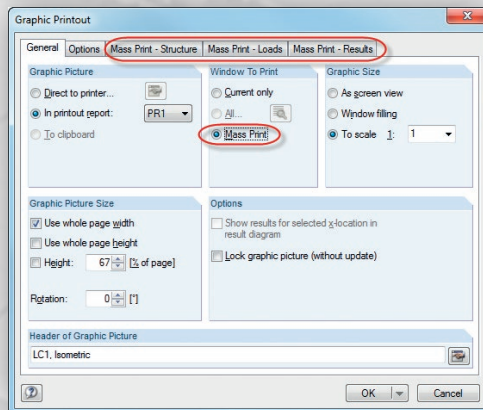 Graphic Printout
General Options Mass Print - Structure Mass Print - Loads Mass Print - Results
Graphic Picture
Direct to printer...
In printout report: PR1
To clipboard
Window To Print
Current only
All...
Mass Print
Graphic Size
As screen view
Window filling
To scale 1: 1
Graphic Picture Size
Use whole page width
Use whole page height
Height: 67 [% of page]
Rotation: 0 [°]
Options
Show results for selected x-location in
result diagram
Lock graphic picture (without update)
Header of Graphic Picture
LC1, Isometric
OK Cancel